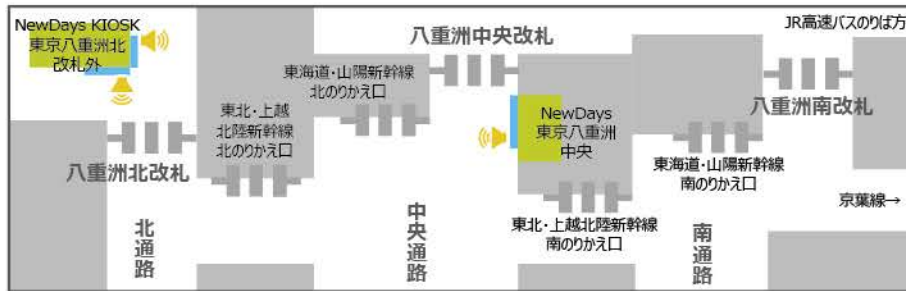 NewDays KIOSK
東京八重洲北
改札外
八重洲北改札
北通路
東北・上越
北陸新幹線
北のりかえ口
東海道・山陽新幹線
北のりかえ口
八重洲中央改札
中央通路
NewDays
東京八重洲
中央
東北・上越北陸新幹線
南のりかえ口
東海道・山陽新幹線
南のりかえ口
南通路
JR高速バスのりば方
八重洲南改札
京葉線→